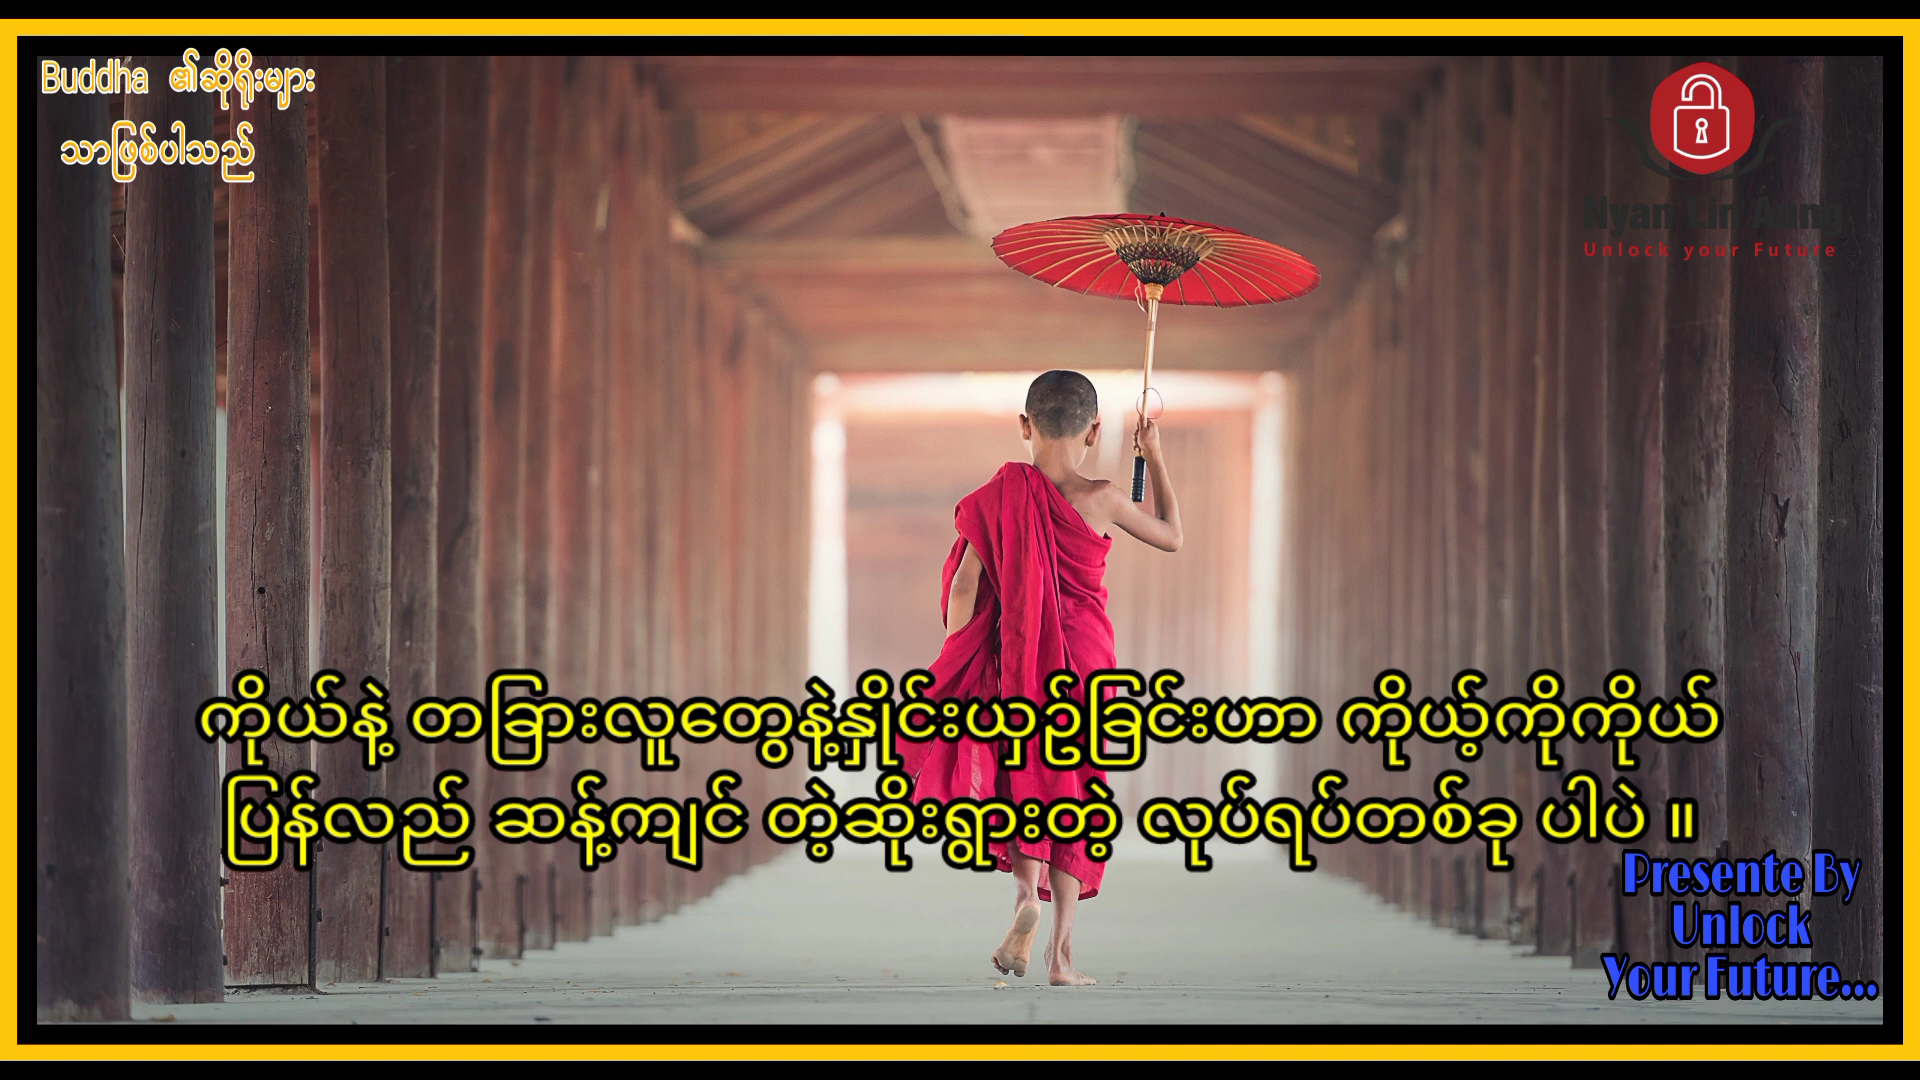 Buddha ၏ဆိုရိုးများ
သာဖြစ်ပါသည်
Nyan Lin Aung
Unlock your Future
ကိုယ်နဲ့ တခြားလူတွေနဲ့နှိုင်းယှဉ်ခြင်းဟာ ကိုယ့်ကိုကိုယ်
ပြန်လည် ဆန့်ကျင် တဲ့ဆိုးရွားတဲ့ လုပ်ရပ်တစ်ခု ပါပဲ ။
Presente By
Unlock
Your Future...